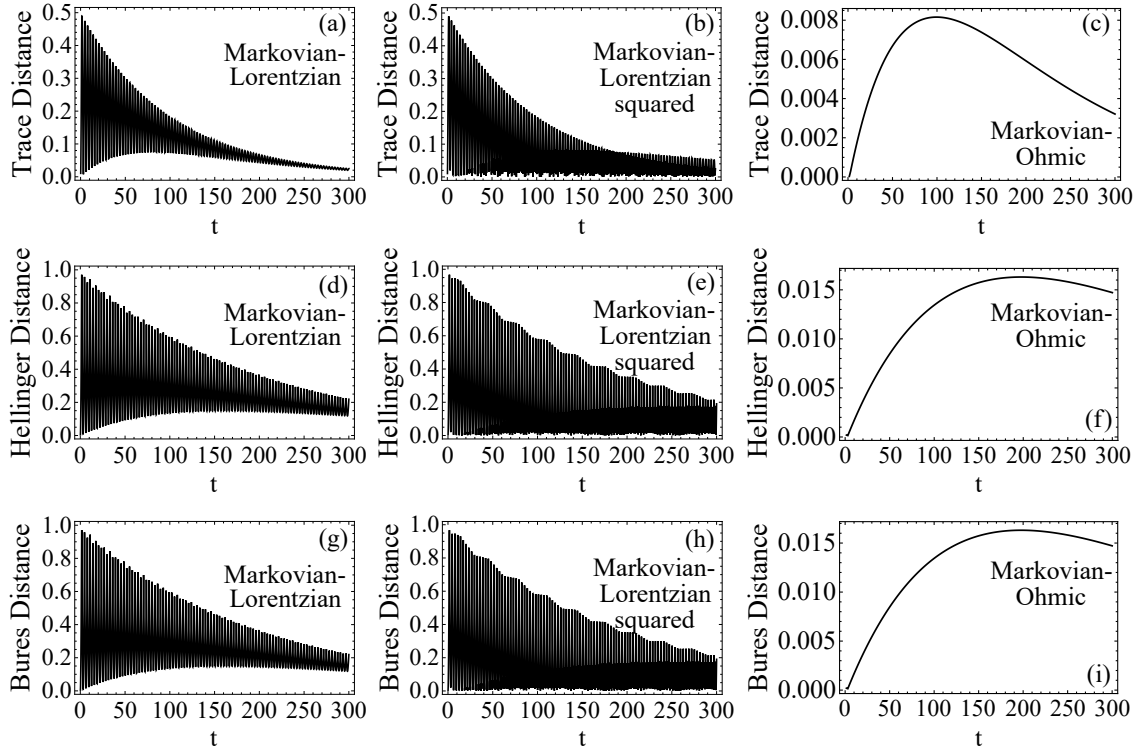 Trace Distance
0.5
0.4
0.3
0.2
0.1
0.0
(a)
Markovian-
Lorentzian
0 50 100 150 200 250 300
t
Trace Distance
0.5
0.4
0.3
0.2
0.1
0.0
(b)
Markovian-
Lorentzian
squared
0 50 100 150 200 250 300
t
Trace Distance
0.008
0.006
0.004
0.002
0.000
(c)
Markovian-
Ohmic
0 50 100 150 200 250 300
t
Hellinger Distance
1.0
0.8
0.6
0.4
0.2
0.0
(d)
Markovian-
Lorentzian
0 50 100 150 200 250 300
t
Hellinger Distance
1.0
0.8
0.6
0.4
0.2
0.0
(e)
Markovian-
Lorentzian
squared
0 50 100 150 200 250 300
t
Hellinger Distance
0.015
0.010
0.005
0.000
Markovian-
Ohmic
(f)
0 50 100 150 200 250 300
t
Bures Distance
1.0
0.8
0.6
0.4
0.2
0.0
(g)
Markovian-
Lorentzian
0 50 100 150 200 250 300
t
Bures Distance
1.0
0.8
0.6
0.4
0.2
0.0
(h)
Markovian-
Lorentzian
squared
0 50 100 150 200 250 300
t
Bures Distance
0.015
0.010
0.005
0.000
Markovian-
Ohmic
(i)
0 50 100 150 200 250 300
t